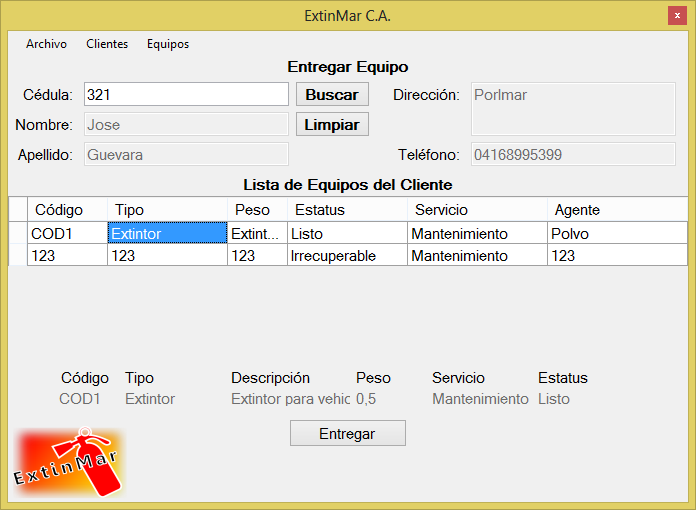 ExtinMar C.A.
x
Archivo Clientes Equipos
Entregar Equipo
Cédula: 321 Buscar Dirección: Porlmar
Nombre: Jose Limpiar
Apellido: Guevara Teléfono: 04168995399
Lista de Equipos del Cliente
Código Tipo Peso Estatus Servicio Agente
COD1 Extintor Extint... Listo Mantenimiento Polvo
123 123 123 Irrecuperable Mantenimiento 123
Código Tipo Descripción Peso Servicio Estatus
COD1 Extintor Extintor para vehic 0,5 Mantenimiento Listo
Entregar
ExtinMar